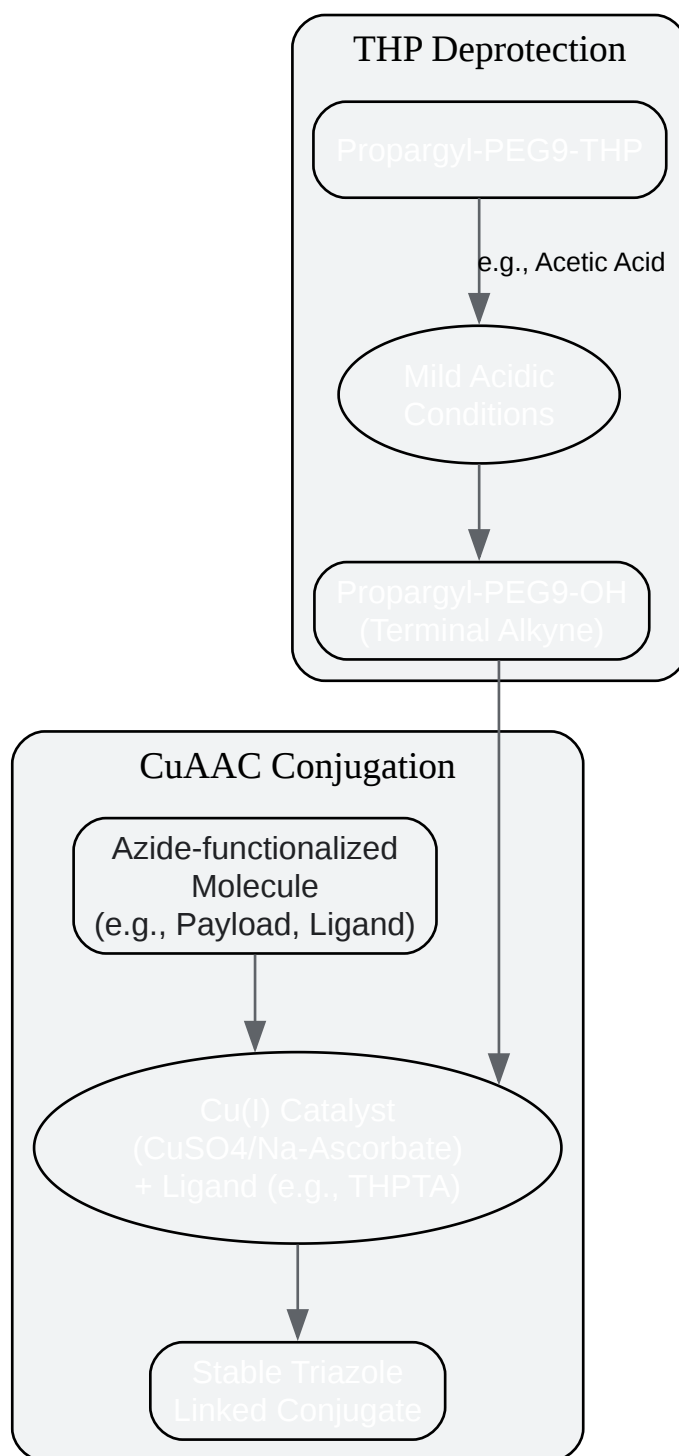 THP Deprotection
Propargyl-PEG9-THP
e.g., Acetic Acid
Mild Acidic
Conditions
Propargyl-PEG9-OH
(Terminal Alkyne)
CuAAC Conjugation
Azide-functionalized
Molecule
(e.g., Payload, Ligand)
Cu(I) Catalyst
(CuSO4/Na-Ascorbate)
+ Ligand (e.g., THPTA)
Stable Triazole
Linked Conjugate